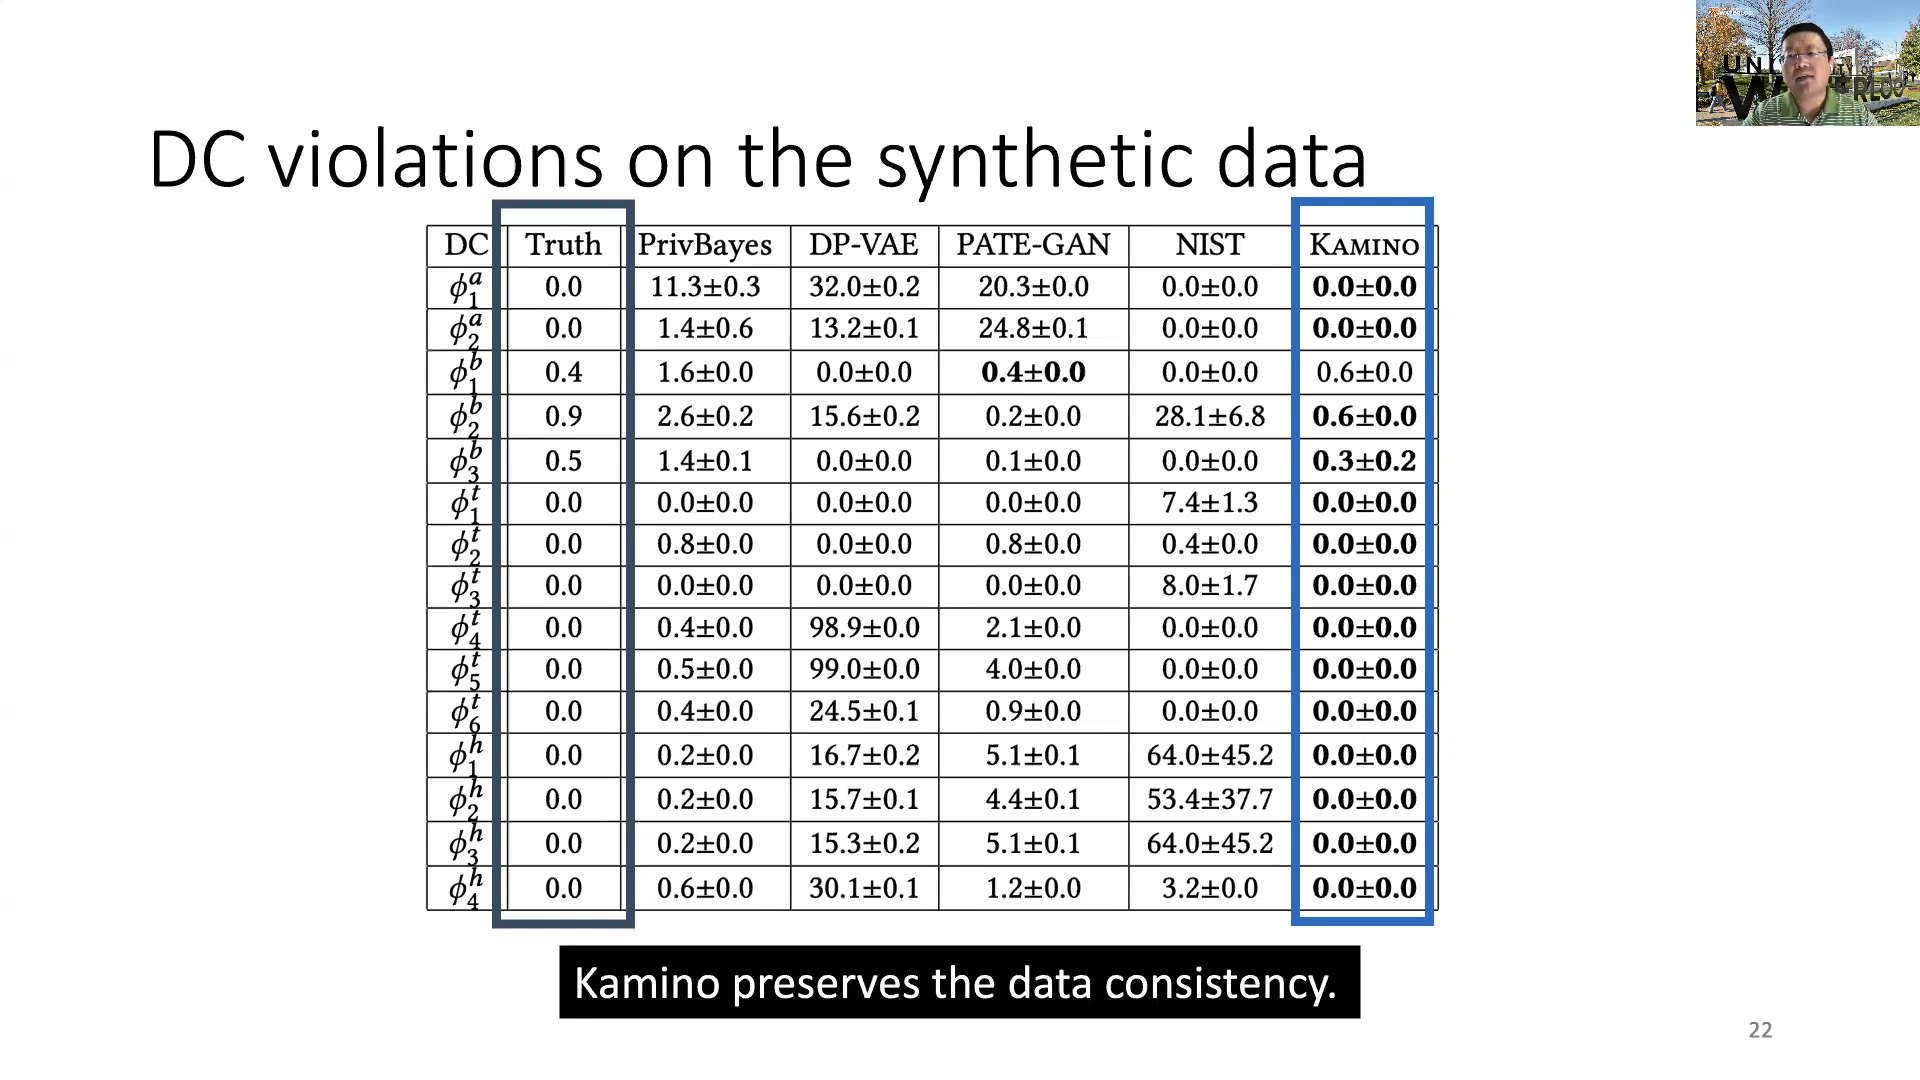 WATERLOO
DC violations on the synthetic data
DC Truth PrivBayes DP-VAE PATE-GAN NIST KAMINO
ϕ₁ᵃ 0.0 11.3±0.3 32.0±0.2 20.3±0.0 0.0±0.0 0.0±0.0
ϕ₂ᵃ 0.0 1.4±0.6 13.2±0.1 24.8±0.1 0.0±0.0 0.0±0.0
ϕ₁ᵇ 0.4 1.6±0.0 0.0±0.0 0.4±0.0 0.0±0.0 0.6±0.0
ϕ₂ᵇ 0.9 2.6±0.2 15.6±0.2 0.2±0.0 28.1±6.8 0.6±0.0
ϕ₃ᵇ 0.5 1.4±0.1 0.0±0.0 0.1±0.0 0.0±0.0 0.3±0.2
ϕ₁ᵗ 0.0 0.0±0.0 0.0±0.0 0.0±0.0 7.4±1.3 0.0±0.0
ϕ₂ᵗ 0.0 0.8±0.0 0.0±0.0 0.8±0.0 0.4±0.0 0.0±0.0
ϕ₃ᵗ 0.0 0.0±0.0 0.0±0.0 0.0±0.0 8.0±1.7 0.0±0.0
ϕ₄ᵗ 0.0 0.4±0.0 98.9±0.0 2.1±0.0 0.0±0.0 0.0±0.0
ϕ₅ᵗ 0.0 0.5±0.0 99.0±0.0 4.0±0.0 0.0±0.0 0.0±0.0
ϕ₆ᵗ 0.0 0.4±0.0 24.5±0.1 0.9±0.0 0.0±0.0 0.0±0.0
ϕ₁ʰ 0.0 0.2±0.0 16.7±0.2 5.1±0.1 64.0±45.2 0.0±0.0
ϕ₂ʰ 0.0 0.2±0.0 15.7±0.1 4.4±0.1 53.4±37.7 0.0±0.0
ϕ₃ʰ 0.0 0.2±0.0 15.3±0.2 5.1±0.1 64.0±45.2 0.0±0.0
ϕ₄ʰ 0.0 0.6±0.0 30.1±0.1 1.2±0.0 3.2±0.0 0.0±0.0
Kamino preserves the data consistency.
22